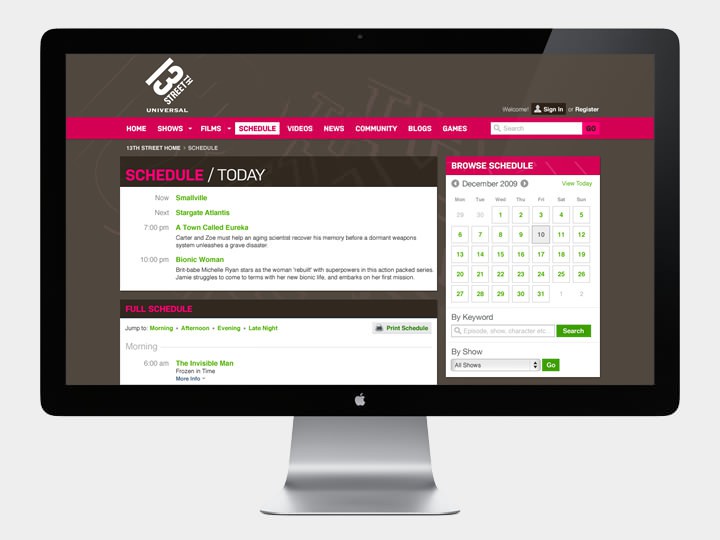 13TH
STREET
UNIVERSAL
Welcome! Sign In or Register
HOME SHOWS FILMS SCHEDULE VIDEOS NEWS COMMUNITY BLOGS GAMES Search GO
13TH STREET HOME > SCHEDULE
SCHEDULE / TODAY
Now Smallville
Next Stargate Atlantis
7:00 pm A Town Called Eureka
Carter and Zoe must help an aging scientist recover his memory before a dormant weapons
system unleashes a grave disaster.
10:00 pm Bionic Woman
Brit-babe Michelle Ryan stars as the woman 'rebuilt' with superpowers in this action packed series.
Jamie struggles to come to terms with her new bionic life, and embarks on her first mission.
FULL SCHEDULE
Jump to: Morning • Afternoon • Evening • Late Night Print Schedule
Morning
6:00 am The Invisible Man
Frozen in Time
More Info
BROWSE SCHEDULE
December 2009 View Today
Mon Tue Wed Thu Fri Sat Sun
29 30 1 2 3 4 5
6 7 8 9 10 11 12
13 14 15 16 17 18 19
20 21 22 23 24 25 26
27 28 29 30 31 1 2
By Keyword
Episode, show, character etc... Search
By Show
All Shows Go